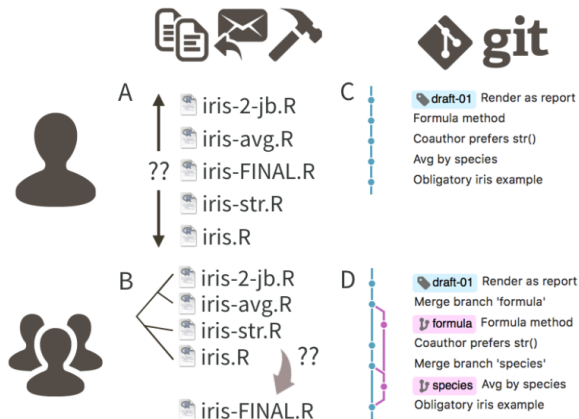 git
A
iris-2-jb.R
iris-avg.R
?? iris-FINAL.R
iris-str.R
iris.R
C
draft-01 Render as report
Formula method
Coauthor prefers str()
Avg by species
Obligatory iris example
B
iris-2-jb.R
iris-avg.R
iris-str.R
iris.R
??
iris-FINAL.R
D
draft-01 Render as report
Merge branch 'formula'
formula Formula method
Coauthor prefers str()
Merge branch 'species'
species Avg by species
Obligatory iris example